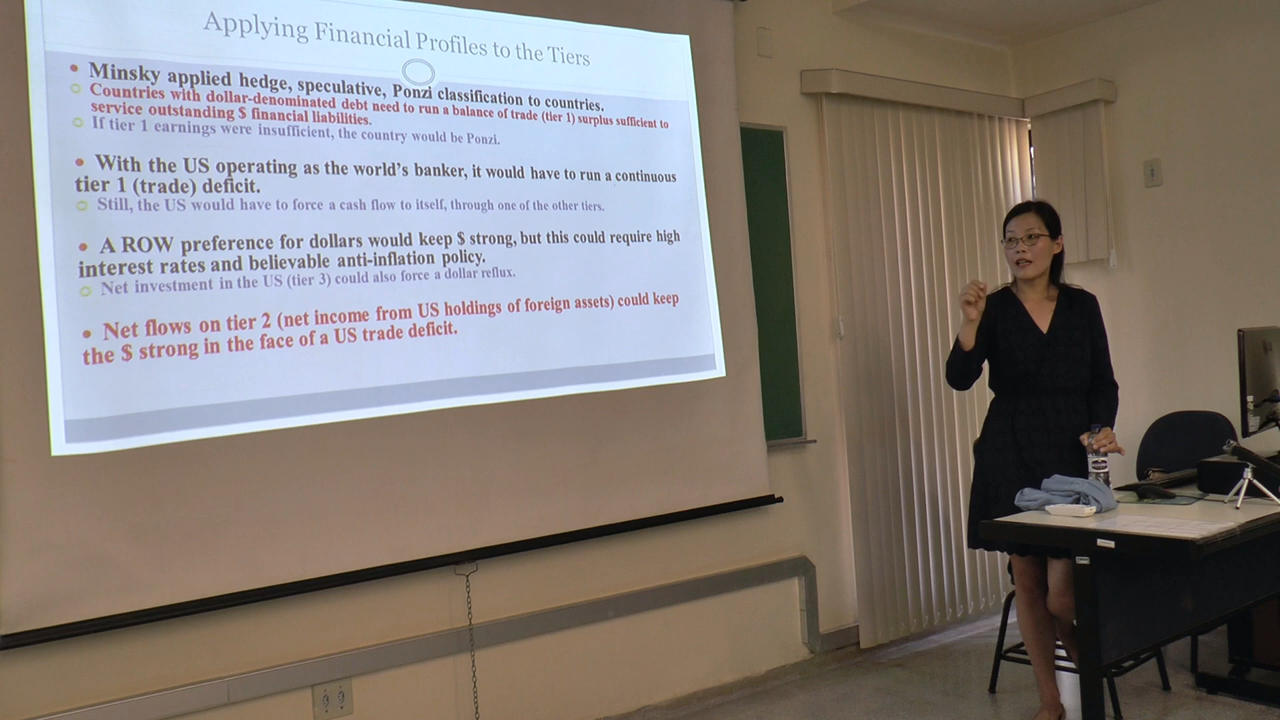 Applying Financial Profiles to the Tiers
• Minsky applied hedge, speculative, Ponzi classification to countries.
Countries with dollar-denominated debt need to run a balance of trade (tier 1) surplus sufficient to
service outstanding $ financial liabilities.
If tier 1 earnings were insufficient, the country would be Ponzi.
• With the US operating as the world's banker, it would have to run a continuous
tier 1 (trade) deficit.
Still, the US would have to force a cash flow to itself, through one of the other tiers.
• A ROW preference for dollars would keep $ strong, but this could require high
interest rates and believable anti-inflation policy.
Net investment in the US (tier 3) could also force a dollar reflux.
• Net flows on tier 2 (net income from US holdings of foreign assets) could keep
the $ strong in the face of a US trade deficit.